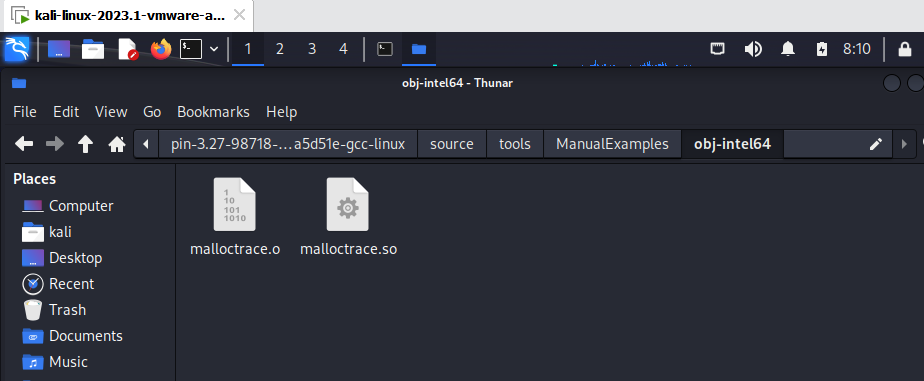 kali-linux-2023.1-vmware-a...
1 2 3 4 8:10
obj-intel64 - Thunar
File Edit View Go Bookmarks Help
pin-3.27-98718-...a5d51e-gcc-linux source tools ManualExamples obj-intel64
Places
Computer
kali
Desktop
Recent
Trash
Documents
Music
1
10
101
1010
malloctrace.o malloctrace.so